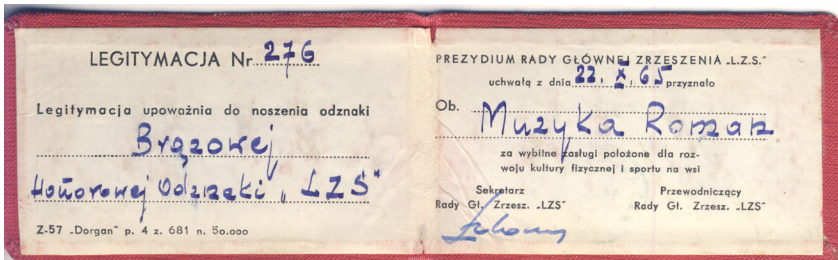 LEGITYMACJA Nr 276
Legitymacja upoważnia do noszenia odznaki
Brązowej
Honorowej Odznaki „LZS"
Z-57 „Dorgan" p. 4 z. 681 n. 50.000
PREZYDIUM RADY GŁÓWNEJ ZRZESZENIA „L.Z.S."
uchwałą z dnia 22. X. 65 przyznało
Ob.
Muzyka Roman
za wybitne zasługi położone dla roz-
woju kultury fizycznej i sportu na wsi
Sekretarz Przewodniczący
Rady Gł. Zrzesz. „LZS" Rady Gł. Zrzesz. „LZS"